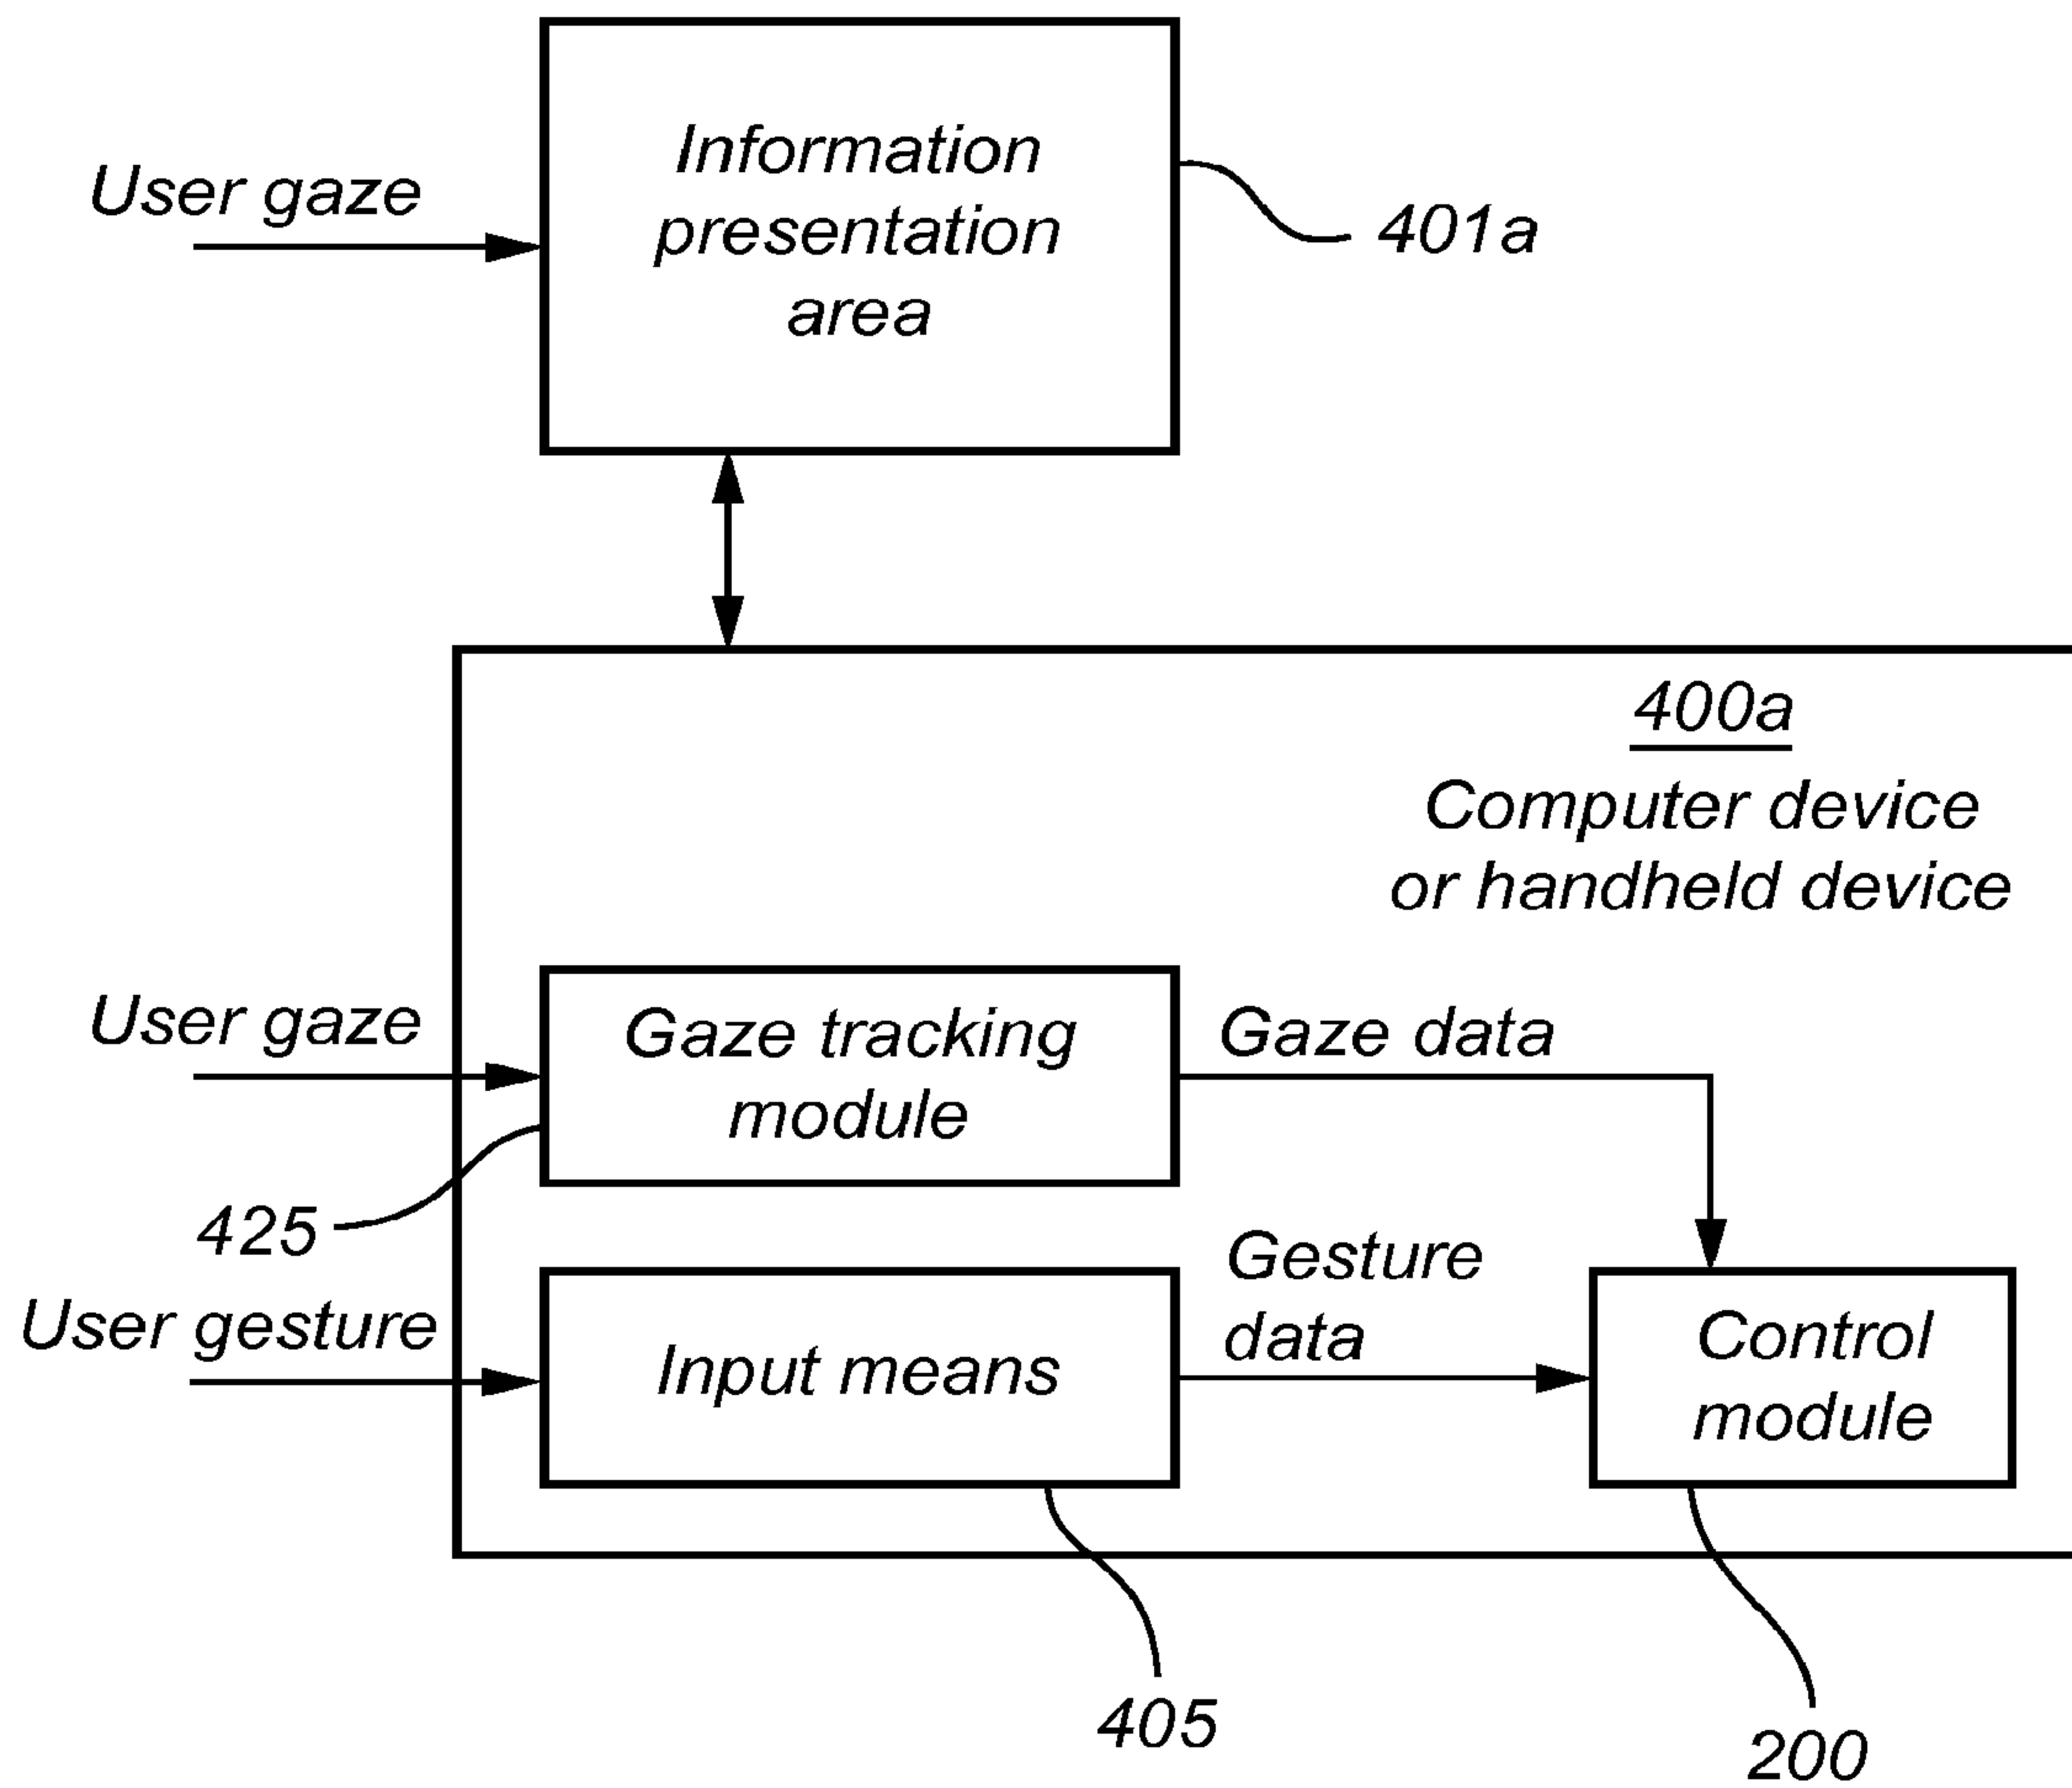 Information
presentation
area
User gaze
401a
400a
Computer device
or handheld device
User gaze
Gaze tracking
module
Gaze data
425
User gesture
Input means
Gesture
data
Control
module
405
200